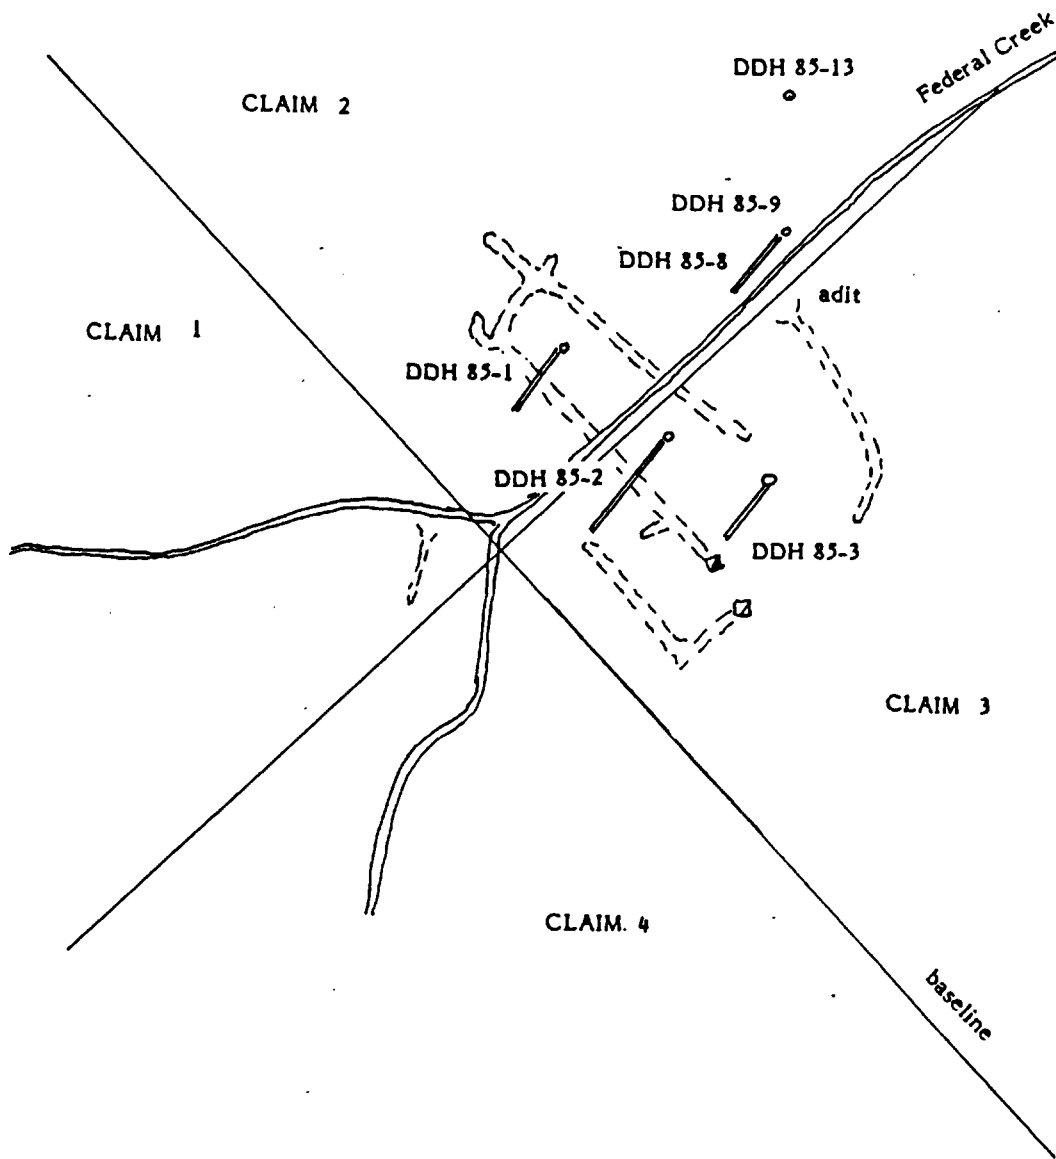 Federal Creek
DDH 85-13
CLAIM 2
DDH 85-9
DDH 85-8
adit
CLAIM 1
DDH 85-1
DDH 85-2
DDH 85-3
CLAIM 3
CLAIM. 4
baseline